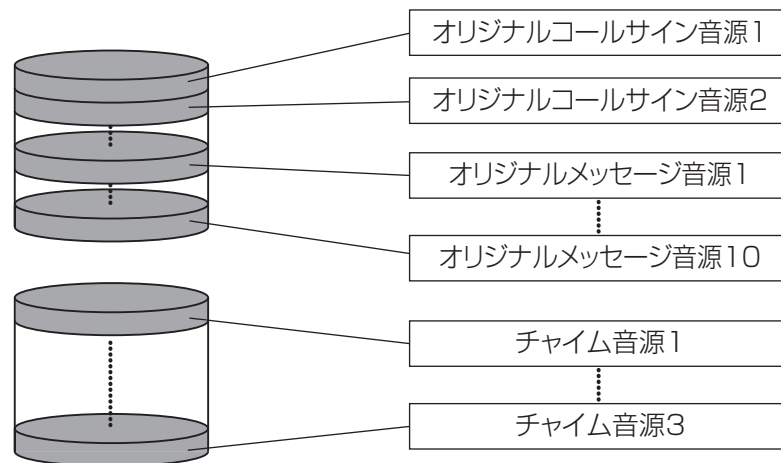 オリジナルコールサイン音源1
オリジナルコールサイン音源2
オリジナルメッセージ音源1
オリジナルメッセージ音源10
チャイム音源1
チャイム音源3